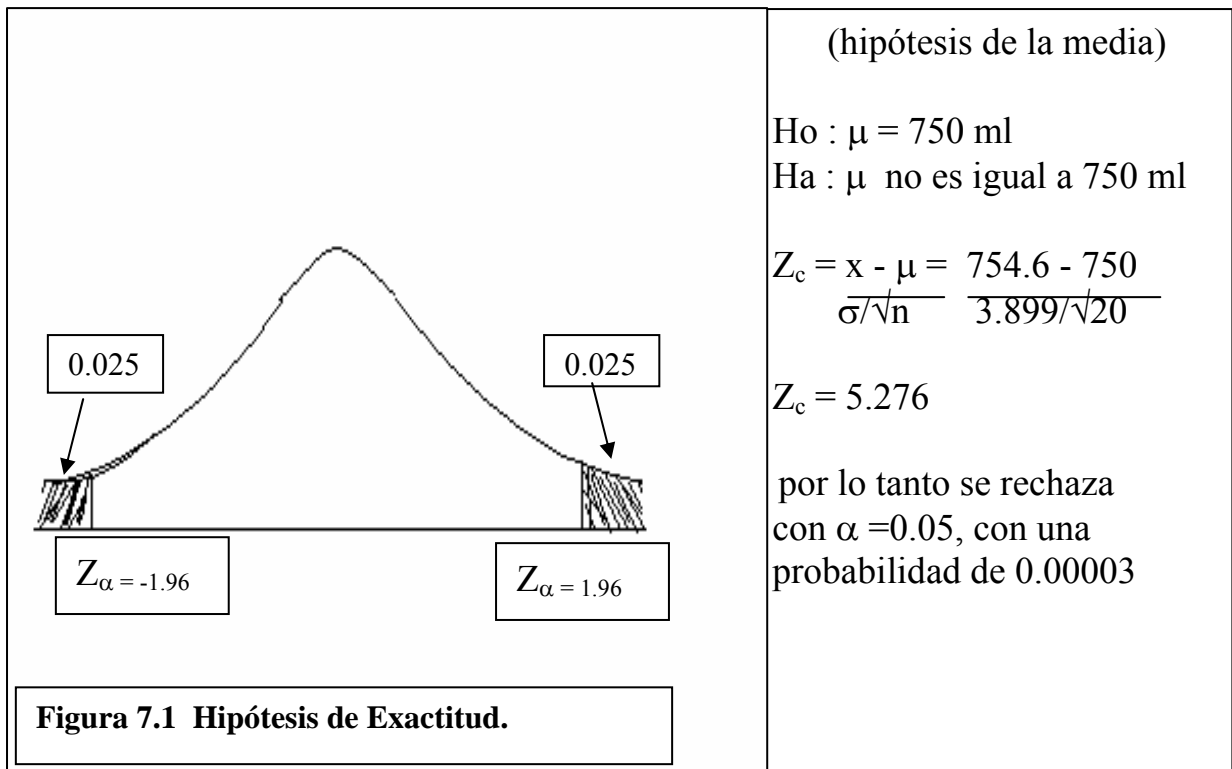 0.025
0.025
Zα = -1.96
Zα = 1.96
Figura 7.1 Hipótesis de Exactitud.
(hipótesis de la media)
Ho : μ = 750 ml
Ha : μ no es igual a 750 ml
Zc = x - μ = 754.6 - 750
σ/√n 3.899/√20
Zc = 5.276
por lo tanto se rechaza
con α =0.05, con una
probabilidad de 0.00003